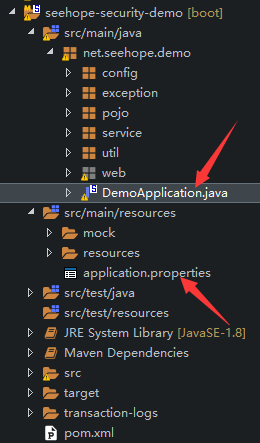 seehope-security-demo [boot]
src/main/java
net.seehope.demo
config
exception
pojo
service
util
web
DemoApplication.java
src/main/resources
mock
resources
application.properties
src/test/java
src/test/resources
JRE System Library [JavaSE-1.8]
Maven Dependencies
src
target
transaction-logs
pom.xml